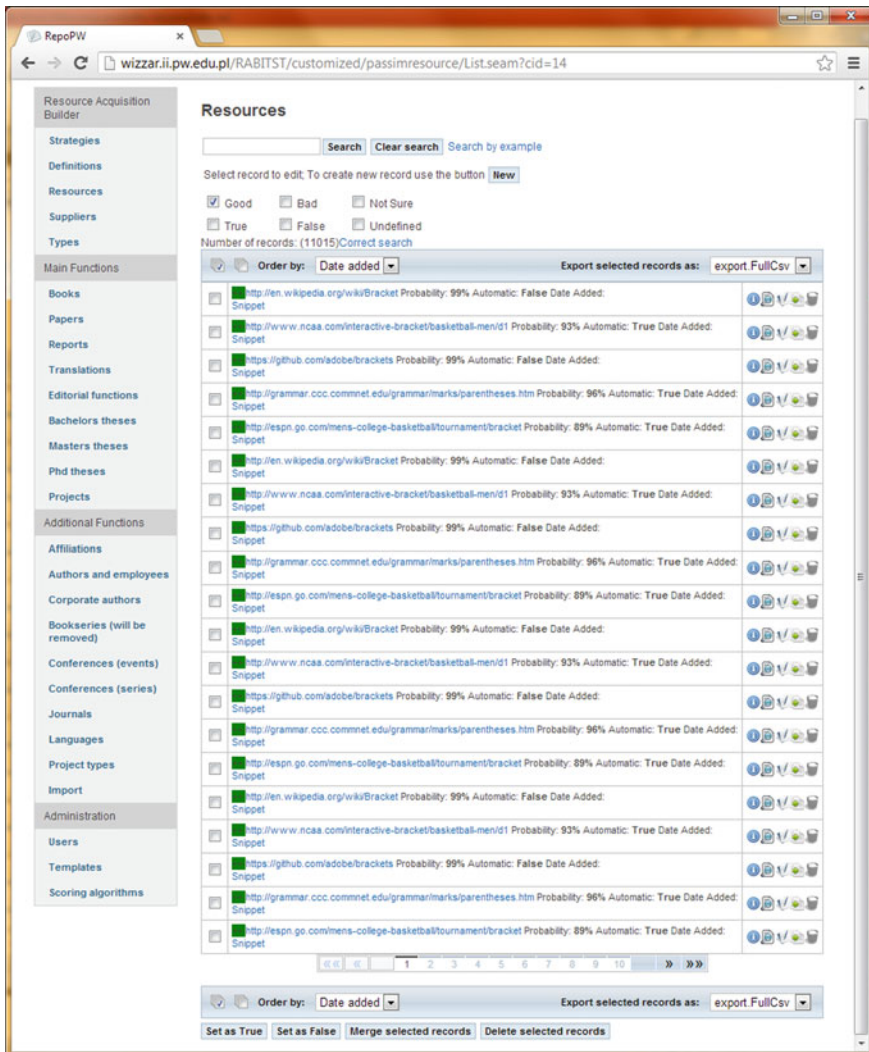 RepoPW
wizzar.ii.pw.edu.pl/RABITST/customized/passimresource/List.seam?cid=14
Resource Acquisition
Builder
Strategies
Definitions
Resources
Suppliers
Types
Main Functions
Books
Papers
Reports
Translations
Editorial functions
Bachelors theses
Masters theses
Phd theses
Projects
Additional Functions
Affiliations
Authors and employees
Corporate authors
Bookseries (will be
removed)
Conferences (events)
Conferences (series)
Journals
Languages
Project types
Import
Administration
Users
Templates
Scoring algorithms
Resources
Search Clear search Search by example
Select record to edit; To create new record use the button New
Good Bad Not Sure
True False Undefined
Number of records: (11015)Correct search
Order by: Date added Export selected records as: export.FullCsv
http://en.wikipedia.org/wiki/Bracket Probability: 99% Automatic: False Date Added:
Snippet
http://www.ncaa.com/interactive-bracket/basketball-men/d1 Probability: 93% Automatic: True Date Added:
Snippet
https://github.com/adobe/brackets Probability: 99% Automatic: False Date Added:
Snippet
http://grammar.ccc.commnet.edu/grammar/marks/parentheses.htm Probability: 96% Automatic: True Date Added:
Snippet
http://espn.go.com/mens-college-basketball/tournament/bracket Probability: 89% Automatic: True Date Added:
Snippet
http://en.wikipedia.org/wiki/Bracket Probability: 99% Automatic: False Date Added:
Snippet
http://www.ncaa.com/interactive-bracket/basketball-men/d1 Probability: 93% Automatic: True Date Added:
Snippet
https://github.com/adobe/brackets Probability: 99% Automatic: False Date Added:
Snippet
http://grammar.ccc.commnet.edu/grammar/marks/parentheses.htm Probability: 96% Automatic: True Date Added:
Snippet
http://espn.go.com/mens-college-basketball/tournament/bracket Probability: 89% Automatic: True Date Added:
Snippet
http://en.wikipedia.org/wiki/Bracket Probability: 99% Automatic: False Date Added:
Snippet
http://www.ncaa.com/interactive-bracket/basketball-men/d1 Probability: 93% Automatic: True Date Added:
Snippet
https://github.com/adobe/brackets Probability: 99% Automatic: False Date Added:
Snippet
http://grammar.ccc.commnet.edu/grammar/marks/parentheses.htm Probability: 96% Automatic: True Date Added:
Snippet
http://espn.go.com/mens-college-basketball/tournament/bracket Probability: 89% Automatic: True Date Added:
Snippet
http://en.wikipedia.org/wiki/Bracket Probability: 99% Automatic: False Date Added:
Snippet
http://www.ncaa.com/interactive-bracket/basketball-men/d1 Probability: 93% Automatic: True Date Added:
Snippet
https://github.com/adobe/brackets Probability: 99% Automatic: False Date Added:
Snippet
http://grammar.ccc.commnet.edu/grammar/marks/parentheses.htm Probability: 96% Automatic: True Date Added:
Snippet
http://espn.go.com/mens-college-basketball/tournament/bracket Probability: 89% Automatic: True Date Added:
Snippet
«« « 1 2 3 4 5 6 7 8 9 10 » »»
Order by: Date added Export selected records as: export.FullCsv
Set as True Set as False Merge selected records Delete selected records